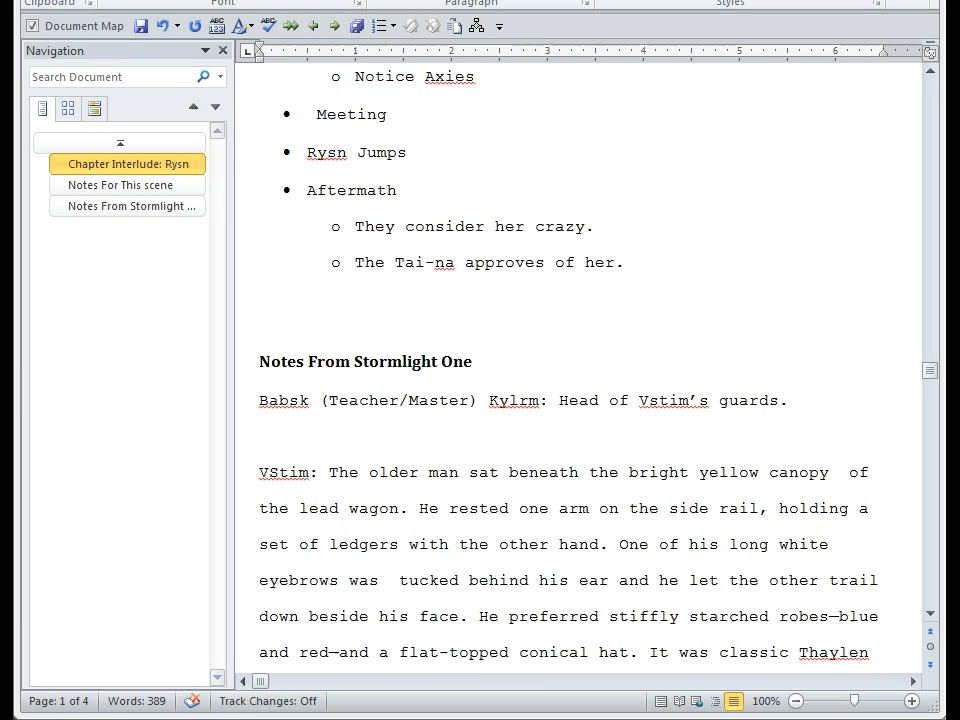 Clipboard
Font
Paragraph
Styles
Document Map
Navigation
Search Document
Chapter Interlude: Rysn
Notes For This scene
Notes From Stormlight ...
1 2 3 4 5 6
o Notice Axies
• Meeting
• Rysn Jumps
• Aftermath
o They consider her crazy.
o The Tai-na approves of her.
Notes From Stormlight One
Babsk (Teacher/Master) Kylrm: Head of Vstim’s guards.
VStim: The older man sat beneath the bright yellow canopy of
the lead wagon. He rested one arm on the side rail, holding a
set of ledgers with the other hand. One of his long white
eyebrows was tucked behind his ear and he let the other trail
down beside his face. He preferred stiffly starched robes—blue
and red—and a flat-topped conical hat. It was classic Thaylen
Page: 1 of 4
Words: 389
Track Changes: Off
100%